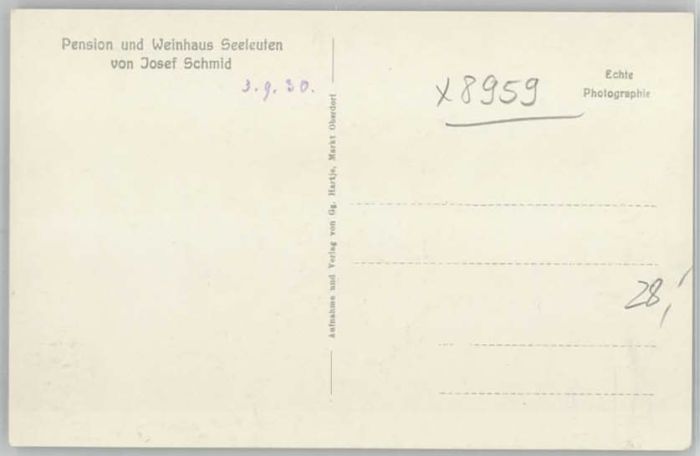 Pension und Weinhaus Seeleuten
von Josef Schmid
3.9.30.
Aufnahme und Verlag von Gg. Hartje, Markt Oberdorf
x8959
Echte
Photographie
28,-